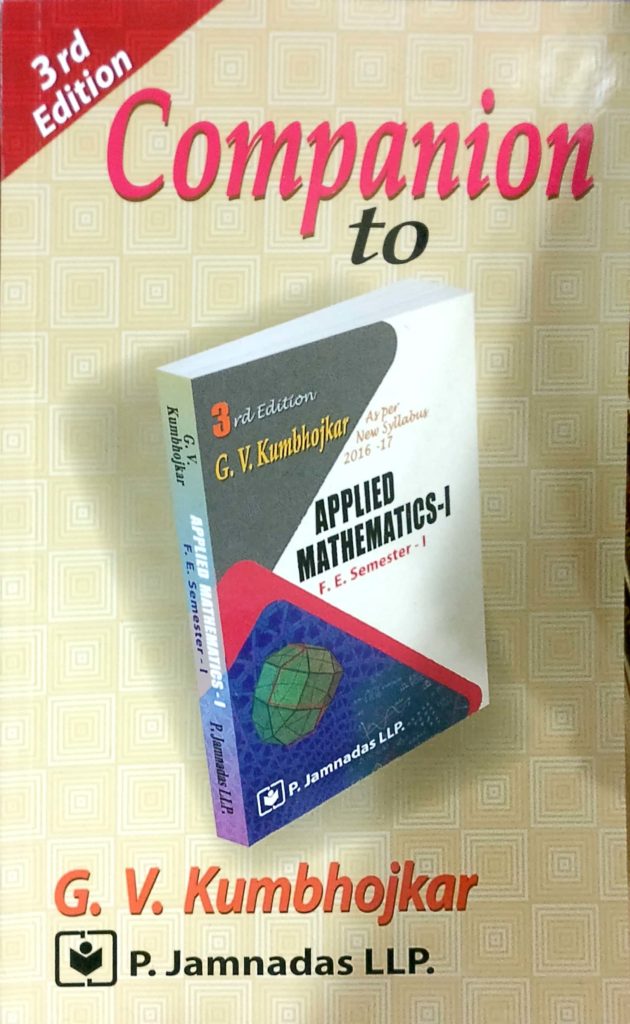 3rd
Edition
Companion
to
3rd Edition
G. V. Kumbhojkar
As per
New Syllabus
2016 -17
APPLIED
MATHEMATICS-I
F. E. Semester - I
P. Jamnadas LLP.
G. V.
Kumbhojkar
APPLIED MATHEMATICS - I
F. E. Semester - I
P. Jamnadas LLP.
G. V. Kumbhojkar
P. Jamnadas LLP.